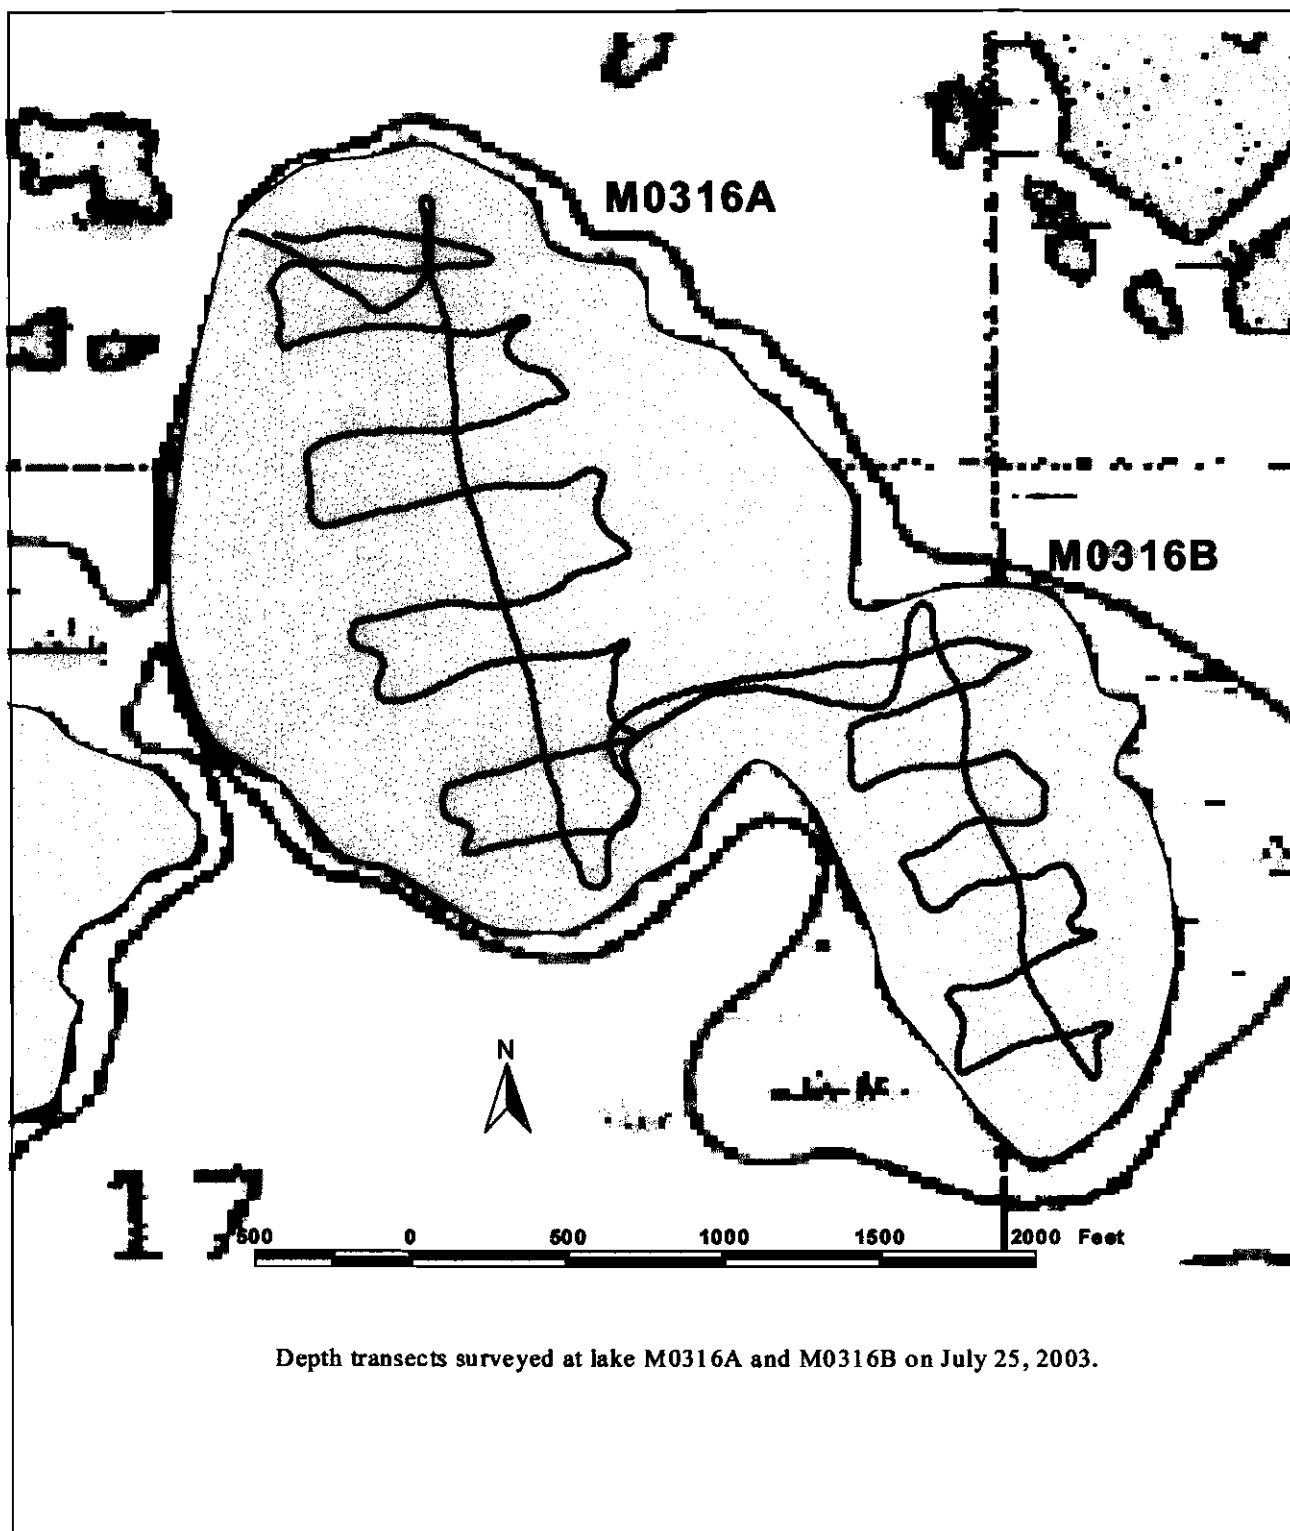 M0316A
M0316B
N
17
500 0 500 1000 1500 2000 Feet
Depth transects surveyed at lake M0316A and M0316B on July 25, 2003.